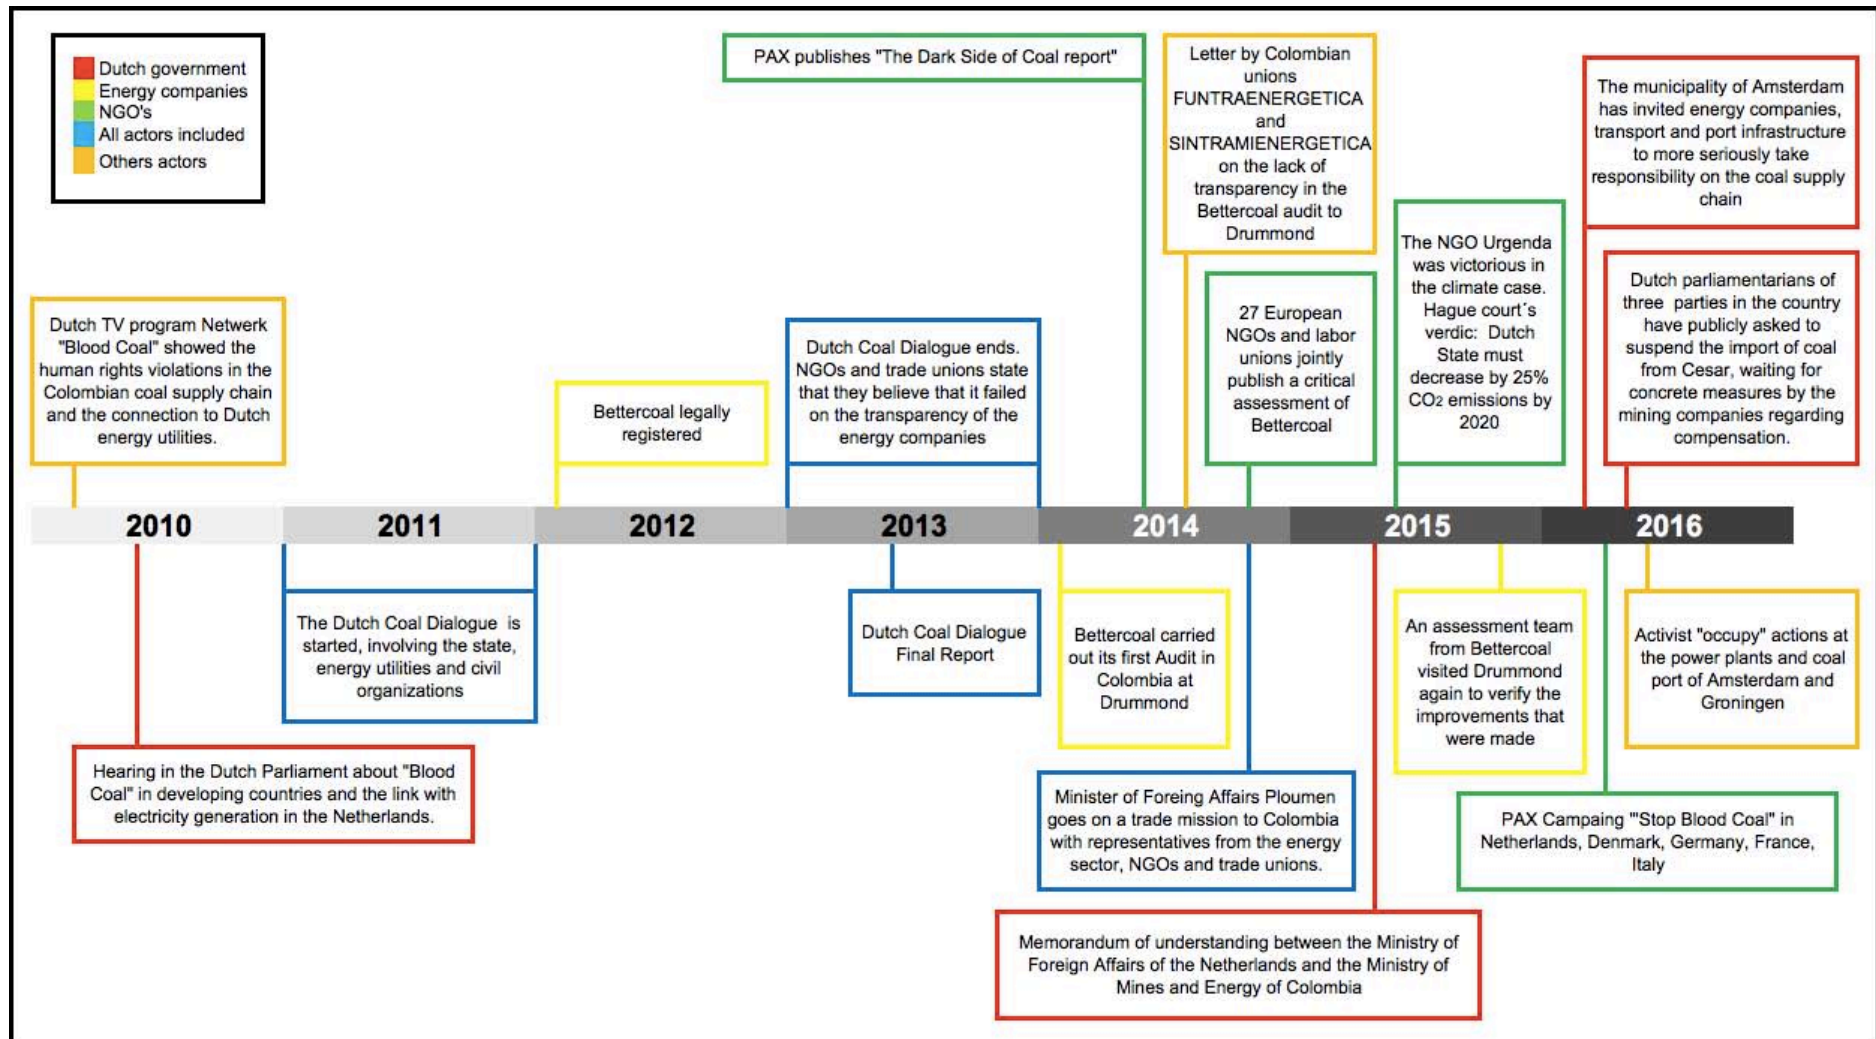 Dutch government
Energy companies
NGO's
All actors included
Others actors
PAX publishes "The Dark Side of Coal report"
Letter by Colombian
unions
FUNTRAENERGETICA
and
SINTRAMIENERGETICA
on the lack of
transparency in the
Bettercoal audit to
Drummond
The municipality of Amsterdam
has invited energy companies,
transport and port infrastructure
to more seriously take
responsibility on the coal supply
chain
The NGO Urgenda
was victorious in
the climate case.
Hague court´s
verdic: Dutch
State must
decrease by 25%
CO2 emissions by
2020
Dutch parliamentarians of
three parties in the country
have publicly asked to
suspend the import of coal
from Cesar, waiting for
concrete measures by the
mining companies regarding
compensation.
27 European
NGOs and labor
unions jointly
publish a critical
assessment of
Bettercoal
Dutch TV program Netwerk
"Blood Coal" showed the
human rights violations in the
Colombian coal supply chain
and the connection to Dutch
energy utilities.
Bettercoal legally
registered
Dutch Coal Dialogue ends.
NGOs and trade unions state
that they believe that it failed
on the transparency of the
energy companies
2010 2011 2012 2013 2014 2015 2016
The Dutch Coal Dialogue is
started, involving the state,
energy utilities and civil
organizations
Dutch Coal Dialogue
Final Report
Bettercoal carried
out its first Audit in
Colombia at
Drummond
An assessment team
from Bettercoal
visited Drummond
again to verify the
improvements that
were made
Activist "occupy" actions at
the power plants and coal
port of Amsterdam and
Groningen
Hearing in the Dutch Parliament about "Blood
Coal" in developing countries and the link with
electricity generation in the Netherlands.
Minister of Foreing Affairs Ploumen
goes on a trade mission to Colombia
with representatives from the energy
sector, NGOs and trade unions.
PAX Campaing '"Stop Blood Coal" in
Netherlands, Denmark, Germany, France,
Italy
Memorandum of understanding between the Ministry of
Foreign Affairs of the Netherlands and the Ministry of
Mines and Energy of Colombia